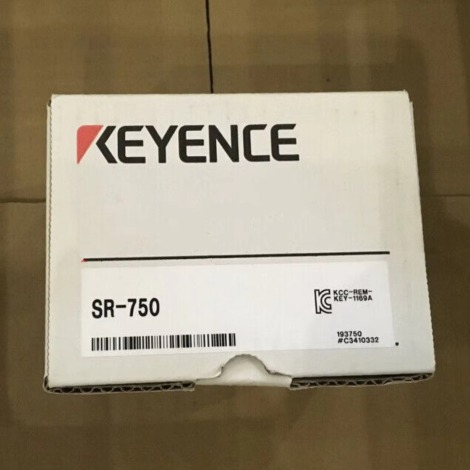 KEYENCE
SR-750
KCC-REM-
KEY-1169A
193750
#C3410332